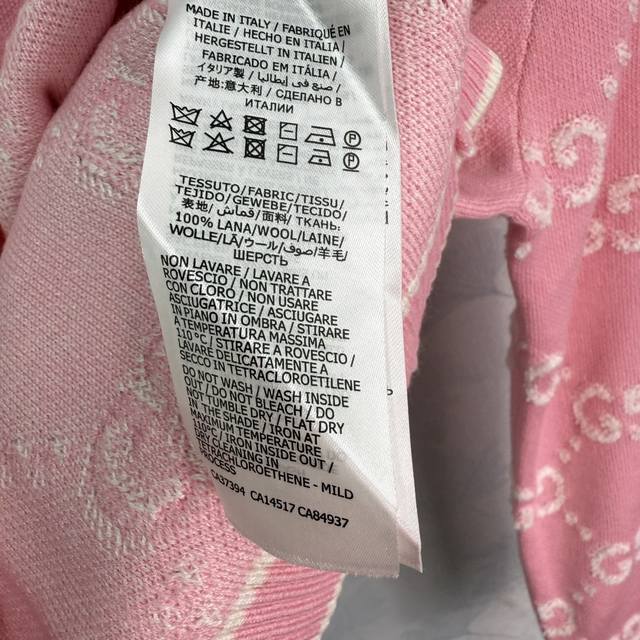 MADE IN ITALY / FABRIQUÉ EN
ITALIE / HECHO EN ITALIA /
HERGESTELLT IN ITALIEN /
FABRICADO EM ITÁLIA /
イタリア製 / صنع في إيطاليا /
产地:意大利 / СДЕЛАНО В
ИТАЛИИ
TESSUTO/FABRIC/TISSU/
TEJIDO/GEWEBE/TECIDO/
表地/قماش/面料/ ТКАНЬ:
100% LANA/WOOL/LAINE/
WOLLE/LÃ/ウール/صوف/羊毛/
ШЕРСТЬ
NON LAVARE / LAVARE A
ROVESCIO / NON TRATTARE
CON CLORO / NON USARE
ASCIUGATRICE / ASCIUGARE
IN PIANO IN OMBRA / STIRARE
A TEMPERATURA MASSIMA
110°C / STIRARE A ROVESCIO /
LAVARE DELICATAMENTE A
SECCO IN TETRACLOROETILENE
DO NOT WASH / WASH INSIDE
OUT / DO NOT BLEACH / DO
NOT TUMBLE DRY / FLAT DRY
IN THE SHADE / IRON AT
MAXIMUM TEMPERATURE
110°C / IRON INSIDE OUT /
DRY CLEANING IN
TETRACHLOROETHENE - MILD
PROCESS
CA37394 CA14517 CA84937